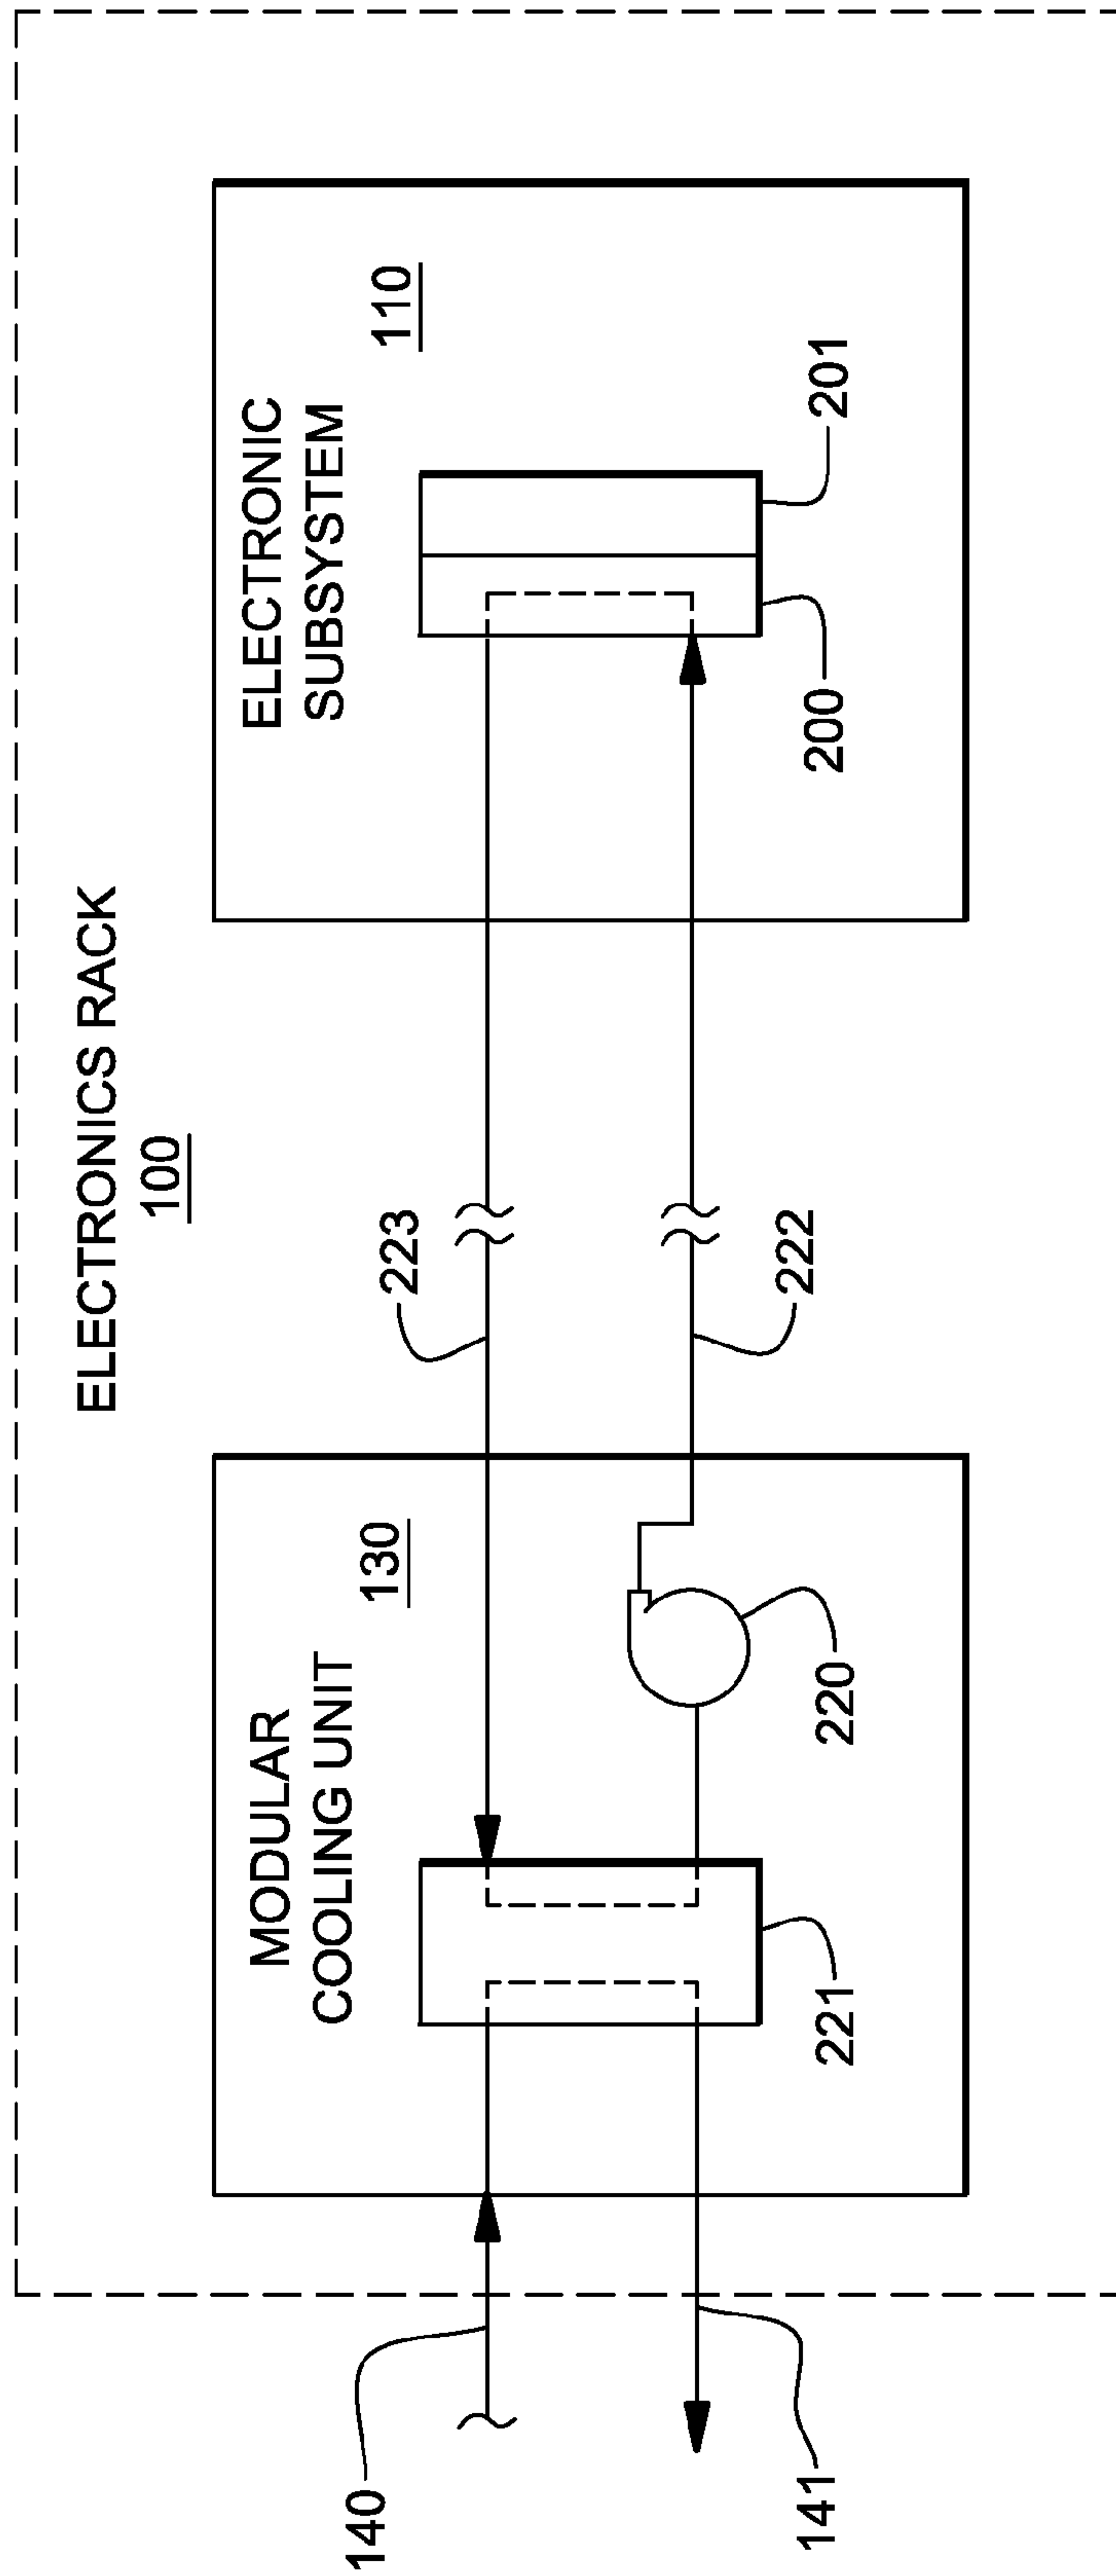 ELECTRONICS RACK
100
MODULAR
COOLING UNIT
130
ELECTRONIC
SUBSYSTEM
110
140
223
141
221
220
222
200
201